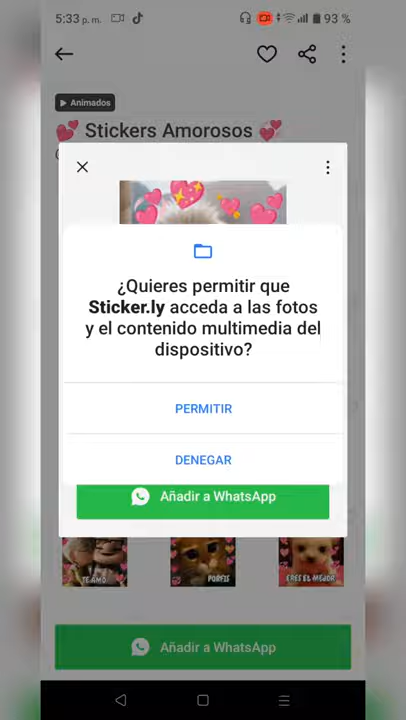 5:33 p. m.
93 %
Animados
Stickers Amorosos
¿Quieres permitir que
Sticker.ly acceda a las fotos
y el contenido multimedia del
dispositivo?
PERMITIR
DENEGAR
Añadir a WhatsApp
TE AMO
PORFIS
ERES EL MEJOR
Añadir a WhatsApp